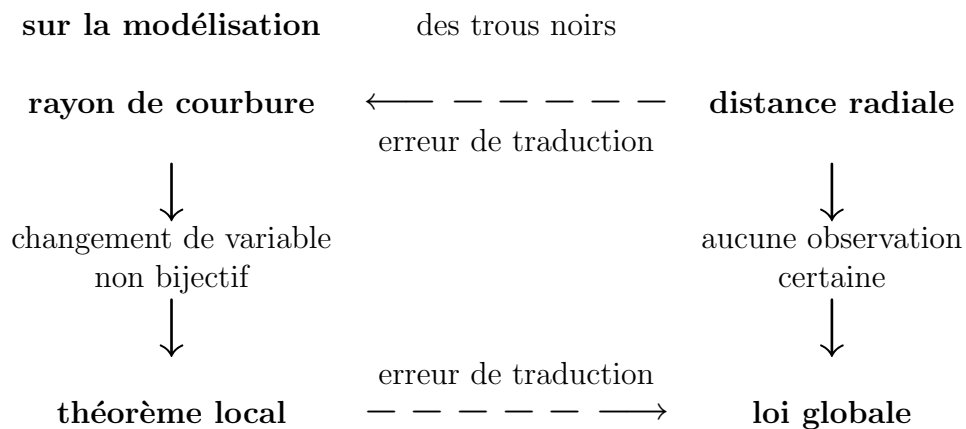 sur la modélisation des trous noirs
rayon de courbure distance radiale
erreur de traduction
changement de variable aucune observation
non bijectif certaine
erreur de traduction
théorème local loi globale